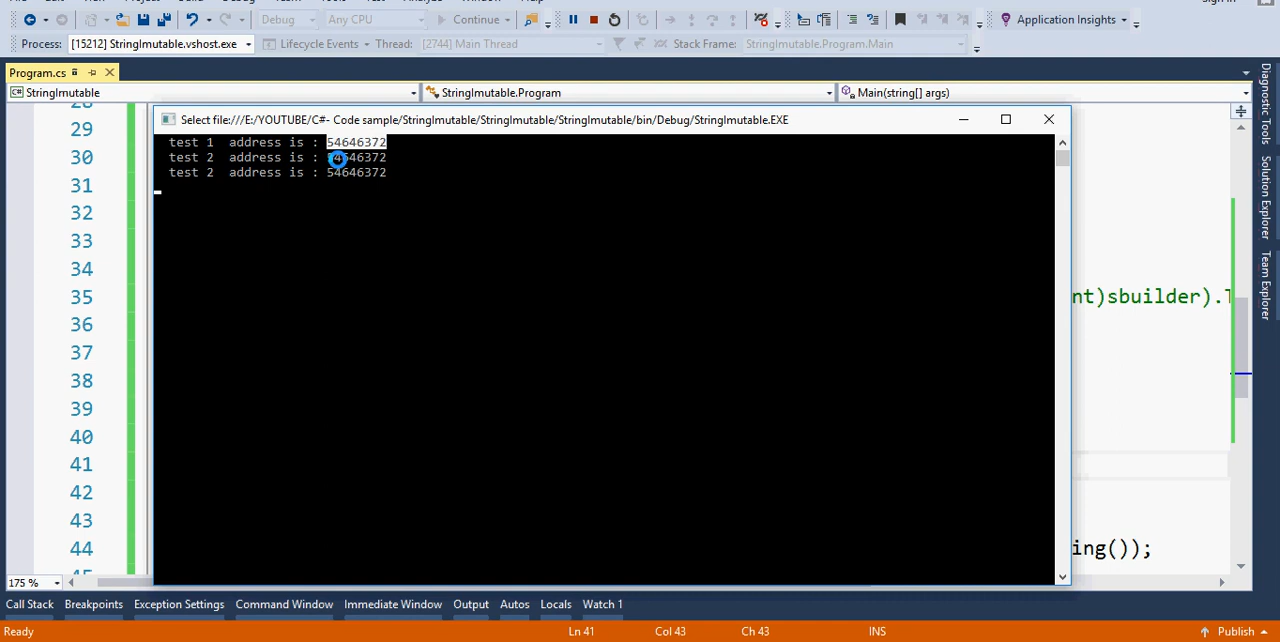 Debug
Any CPU
Continue
Application Insights
Process: [15212] StringImutable.vshost.exe Lifecycle Events Thread: [2744] Main Thread Stack Frame: StringImutable.Program.Main
Program.cs
StringImutable StringImutable.Program Main(string[] args)
Select file:///E:/YOUTUBE/C#- Code sample/StringImutable/StringImutable/StringImutable/bin/Debug/StringImutable.EXE
test 1  address is : 54646372
test 2  address is : 54646372
test 2  address is : 54646372
29
30
31
32
33
34
35
nt)sbuilder).T
36
37
38
39
40
41
42
43
44
ing());
Diagnostic Tools
Solution Explorer
Team Explorer
175 %
Call Stack Breakpoints Exception Settings Command Window Immediate Window Output Autos Locals Watch 1
Ready Ln 41 Col 43 Ch 43 INS Publish